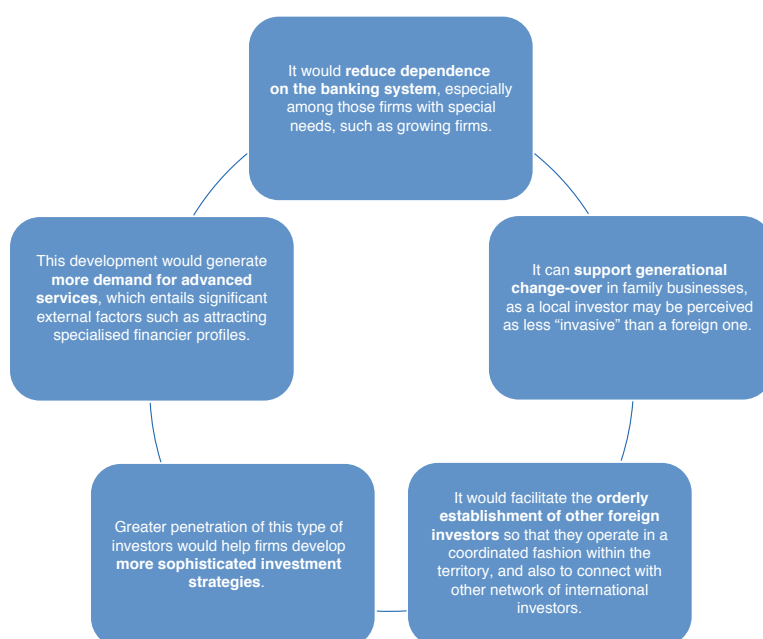 It would reduce dependence
on the banking system, especially
among those firms with special
needs, such as growing firms.
It can support generational
change-over in family businesses,
as a local investor may be perceived
as less “invasive” than a foreign one.
It would facilitate the orderly
establishment of other foreign
investors so that they operate in a
coordinated fashion within the
territory, and also to connect with
other network of international
investors.
Greater penetration of this type of
investors would help firms develop
more sophisticated investment
strategies.
This development would generate
more demand for advanced
services, which entails significant
external factors such as attracting
specialised financier profiles.